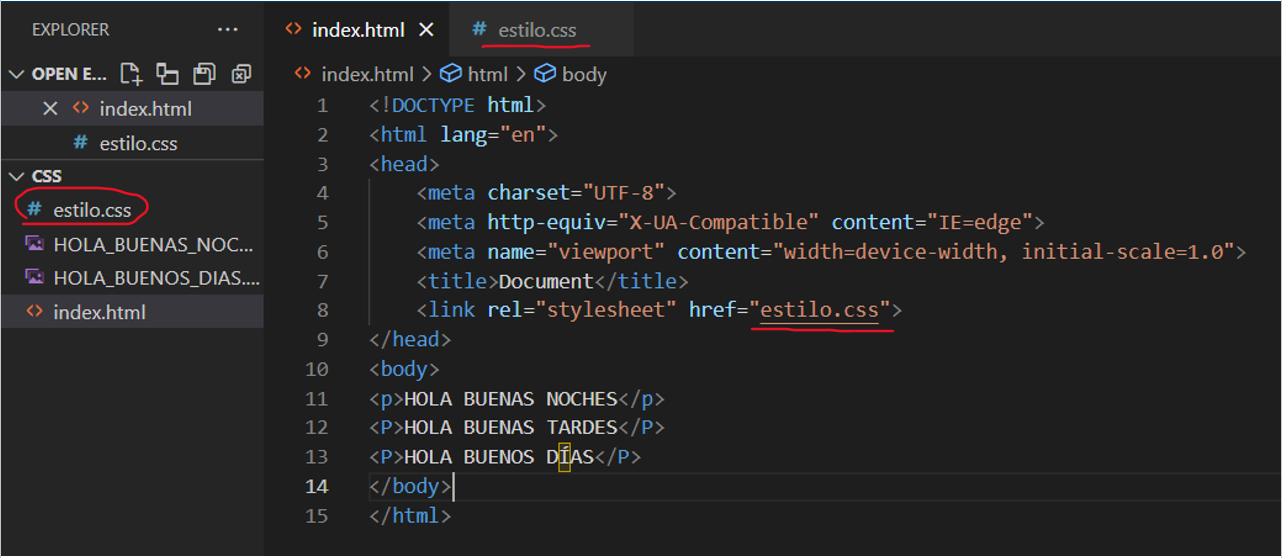 EXPLORER ...
OPEN E...
index.html
# estilo.css
CSS
# estilo.css
HOLA_BUENAS_NOC...
HOLA_BUENOS_DIAS....
<> index.html
<> index.html × # estilo.css
<> index.html > html > body
1 <!DOCTYPE html>
2 <html lang="en">
3 <head>
4 <meta charset="UTF-8">
5 <meta http-equiv="X-UA-Compatible" content="IE=edge">
6 <meta name="viewport" content="width=device-width, initial-scale=1.0">
7 <title>Document</title>
8 <link rel="stylesheet" href="estilo.css">
9 </head>
10 <body>
11 <p>HOLA BUENAS NOCHES</p>
12 <P>HOLA BUENAS TARDES</P>
13 <P>HOLA BUENOS DÍAS</P>
14 </body>
15 </html>